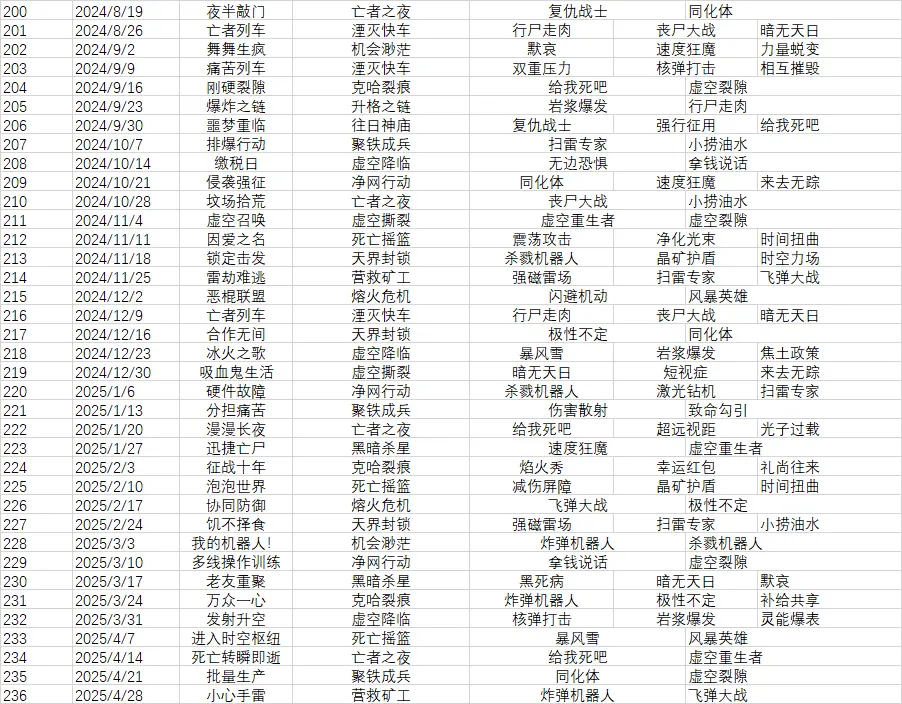 200 2024/8/19 夜半敲门 亡者之夜 复仇战士 同化体
201 2024/8/26 亡者列车 湮灭快车 行尸走肉 丧尸大战 暗无天日
202 2024/9/2 舞舞生疯 机会渺茫 默哀 速度狂魔 力量蜕变
203 2024/9/9 痛苦列车 湮灭快车 双重压力 核弹打击 相互摧毁
204 2024/9/16 刚硬裂隙 克哈裂痕 给我死吧 虚空裂隙
205 2024/9/23 爆炸之链 升格之链 岩浆爆发 行尸走肉
206 2024/9/30 噩梦重临 往日神庙 复仇战士 强行征用 给我死吧
207 2024/10/7 排爆行动 聚铁成兵 扫雷专家 小捞油水
208 2024/10/14 缴税日 虚空降临 无边恐惧 拿钱说话
209 2024/10/21 侵袭强征 净网行动 同化体 速度狂魔 来去无踪
210 2024/10/28 坟场拾荒 亡者之夜 丧尸大战 小捞油水
211 2024/11/4 虚空召唤 虚空撕裂 虚空重生者 虚空裂隙
212 2024/11/11 因爱之名 死亡摇篮 震荡攻击 净化光束 时间扭曲
213 2024/11/18 锁定击发 天界封锁 杀戮机器人 晶矿护盾 时空力场
214 2024/11/25 雷劫难逃 营救矿工 强磁雷场 扫雷专家 飞弹大战
215 2024/12/2 恶棍联盟 熔火危机 闪避机动 风暴英雄
216 2024/12/9 亡者列车 湮灭快车 行尸走肉 丧尸大战 暗无天日
217 2024/12/16 合作无间 天界封锁 极性不定 同化体
218 2024/12/23 冰火之歌 虚空降临 暴风雪 岩浆爆发 焦土政策
219 2024/12/30 吸血鬼生活 虚空撕裂 暗无天日 短视症 来去无踪
220 2025/1/6 硬件故障 净网行动 杀戮机器人 激光钻机 扫雷专家
221 2025/1/13 分担痛苦 聚铁成兵 伤害散射 致命勾引
222 2025/1/20 漫漫长夜 亡者之夜 给我死吧 超远视距 光子过载
223 2025/1/27 迅捷亡尸 黑暗杀星 速度狂魔 虚空重生者
224 2025/2/3 征战十年 克哈裂痕 焰火秀 幸运红包 礼尚往来
225 2025/2/10 泡泡世界 死亡摇篮 减伤屏障 晶矿护盾 时间扭曲
226 2025/2/17 协同防御 熔火危机 飞弹大战 极性不定
227 2025/2/24 饥不择食 天界封锁 强磁雷场 扫雷专家 小捞油水
228 2025/3/3 我的机器人! 机会渺茫 炸弹机器人 杀戮机器人
229 2025/3/10 多线操作训练 净网行动 拿钱说话 虚空裂隙
230 2025/3/17 老友重聚 黑暗杀星 黑死病 暗无天日 默哀
231 2025/3/24 万众一心 克哈裂痕 炸弹机器人 极性不定 补给共享
232 2025/3/31 发射升空 虚空降临 核弹打击 岩浆爆发 灵能爆表
233 2025/4/7 进入时空枢纽 死亡摇篮 暴风雪 风暴英雄
234 2025/4/14 死亡转瞬即逝 亡者之夜 给我死吧 虚空重生者
235 2025/4/21 批量生产 聚铁成兵 同化体 虚空裂隙
236 2025/4/28 小心手雷 营救矿工 炸弹机器人 飞弹大战